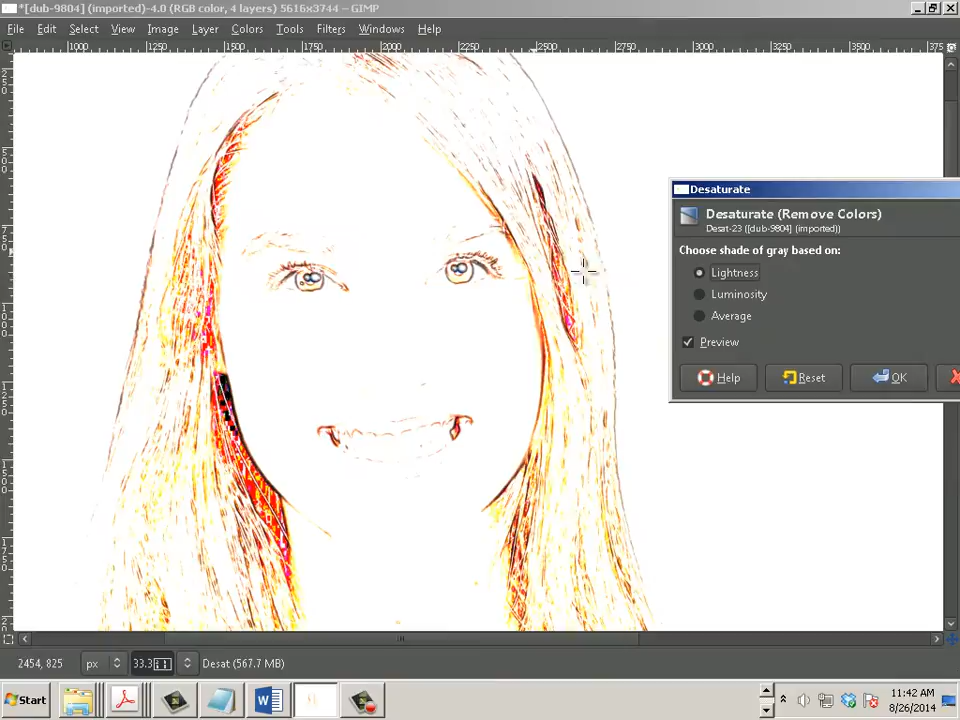 *[dub-9804] (imported)-4.0 (RGB color, 4 layers) 5616x3744 – GIMP
File Edit Select View Image Layer Colors Tools Filters Windows Help
1000 1250 1500 1750 2000 2250 2500 2750 3000 3250 3500 375
Desaturate
Desaturate (Remove Colors)
Desat-23 ([dub-9804] (imported))
Choose shade of gray based on:
Lightness
Luminosity
Average
Preview
Help Reset OK
2454, 825 px 33.3 Desat (567.7 MB)
Start
11:42 AM
8/26/2014